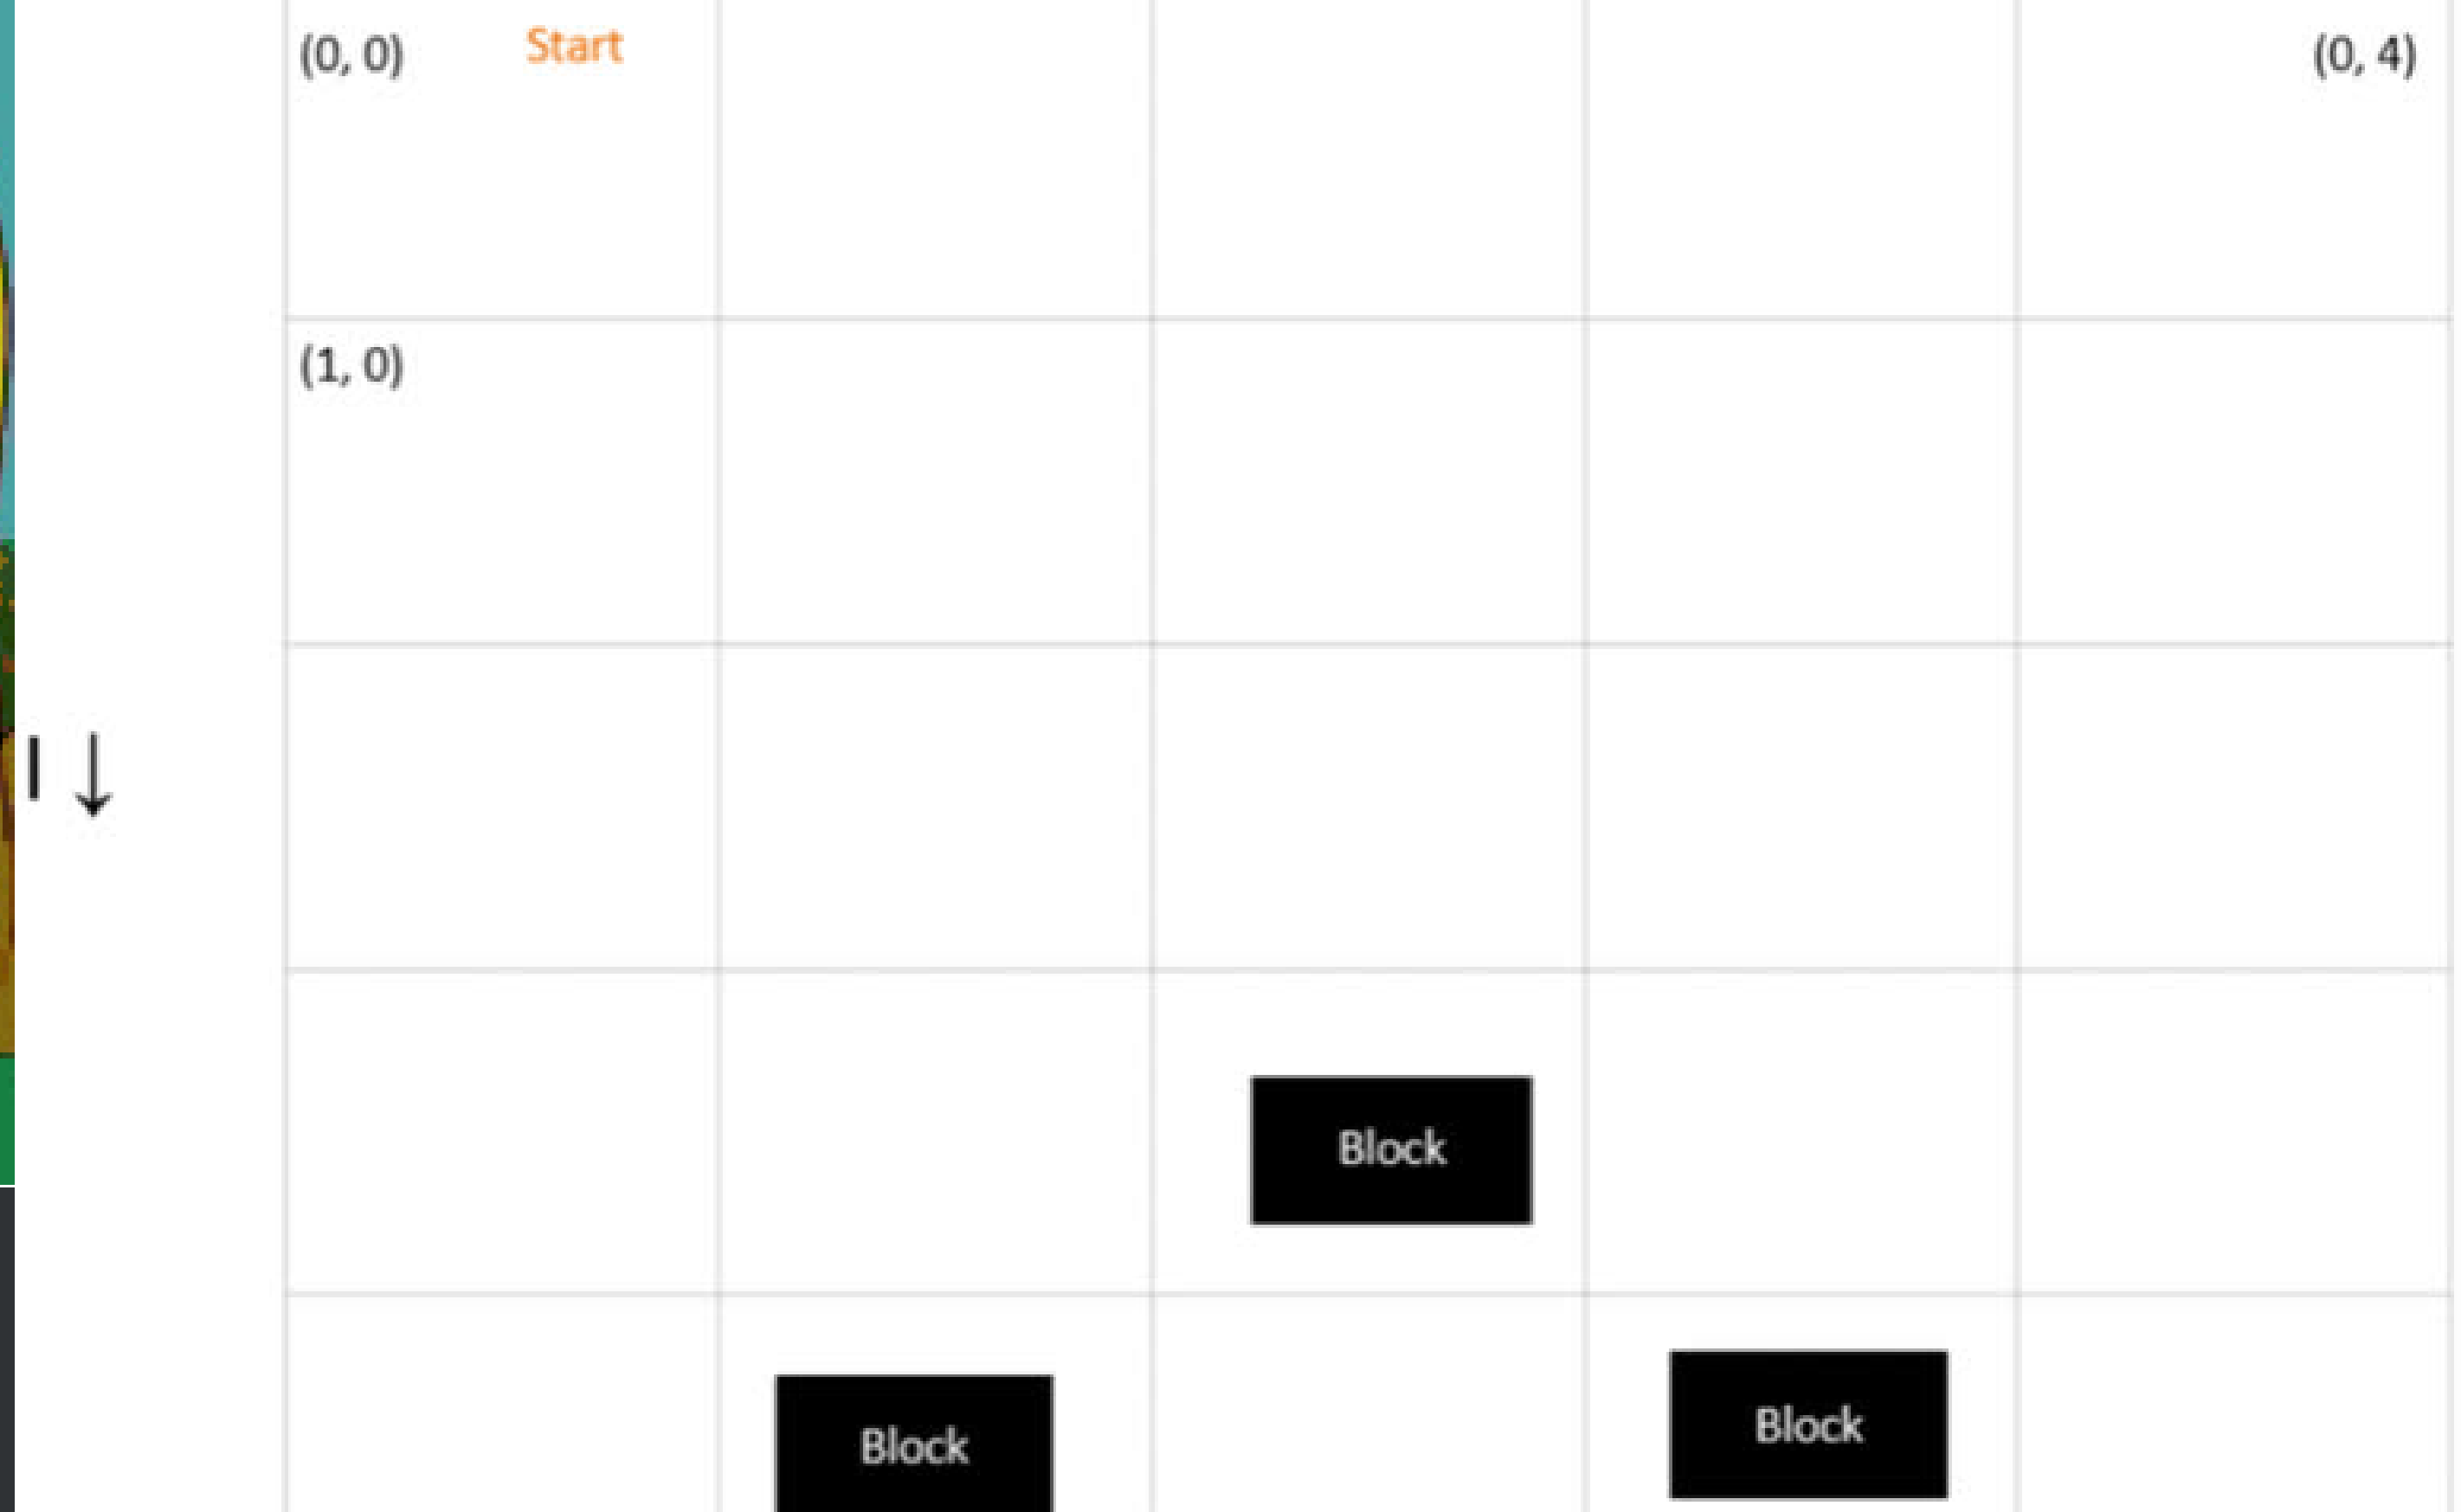 (0, 0) Start (0, 4)
(1, 0)
I ↓
Block
Block Block